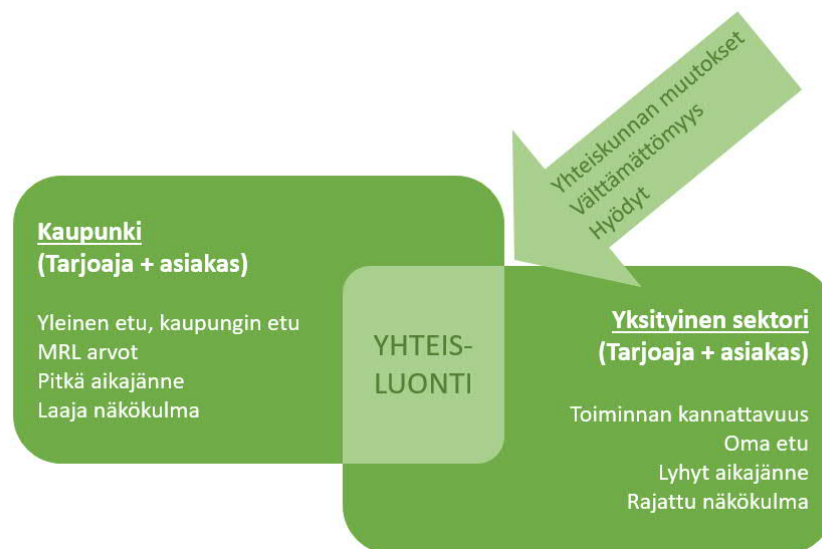 Yhteiskunnan muutokset
Välttämättömyys
Hyödyt
Kaupunki
(Tarjoaja + asiakas)
Yleinen etu, kaupungin etu
MRL arvot
Pitkä aikajänne
Laaja näkökulma
YHTEIS-
LUONTI
Yksityinen sektori
(Tarjoaja + asiakas)
Toiminnan kannattavuus
Oma etu
Lyhyt aikajänne
Rajattu näkökulma